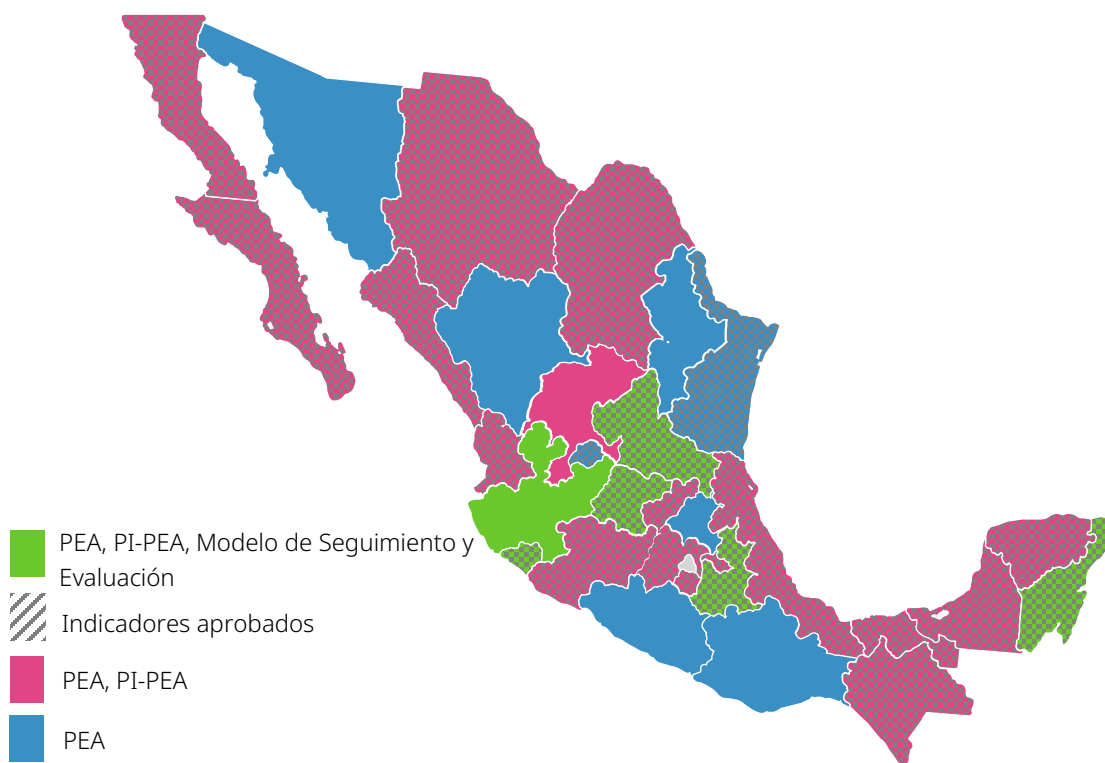 PEA, PI-PEA, Modelo de Seguimiento y
Evaluación
Indicadores aprobados
PEA, PI-PEA
PEA